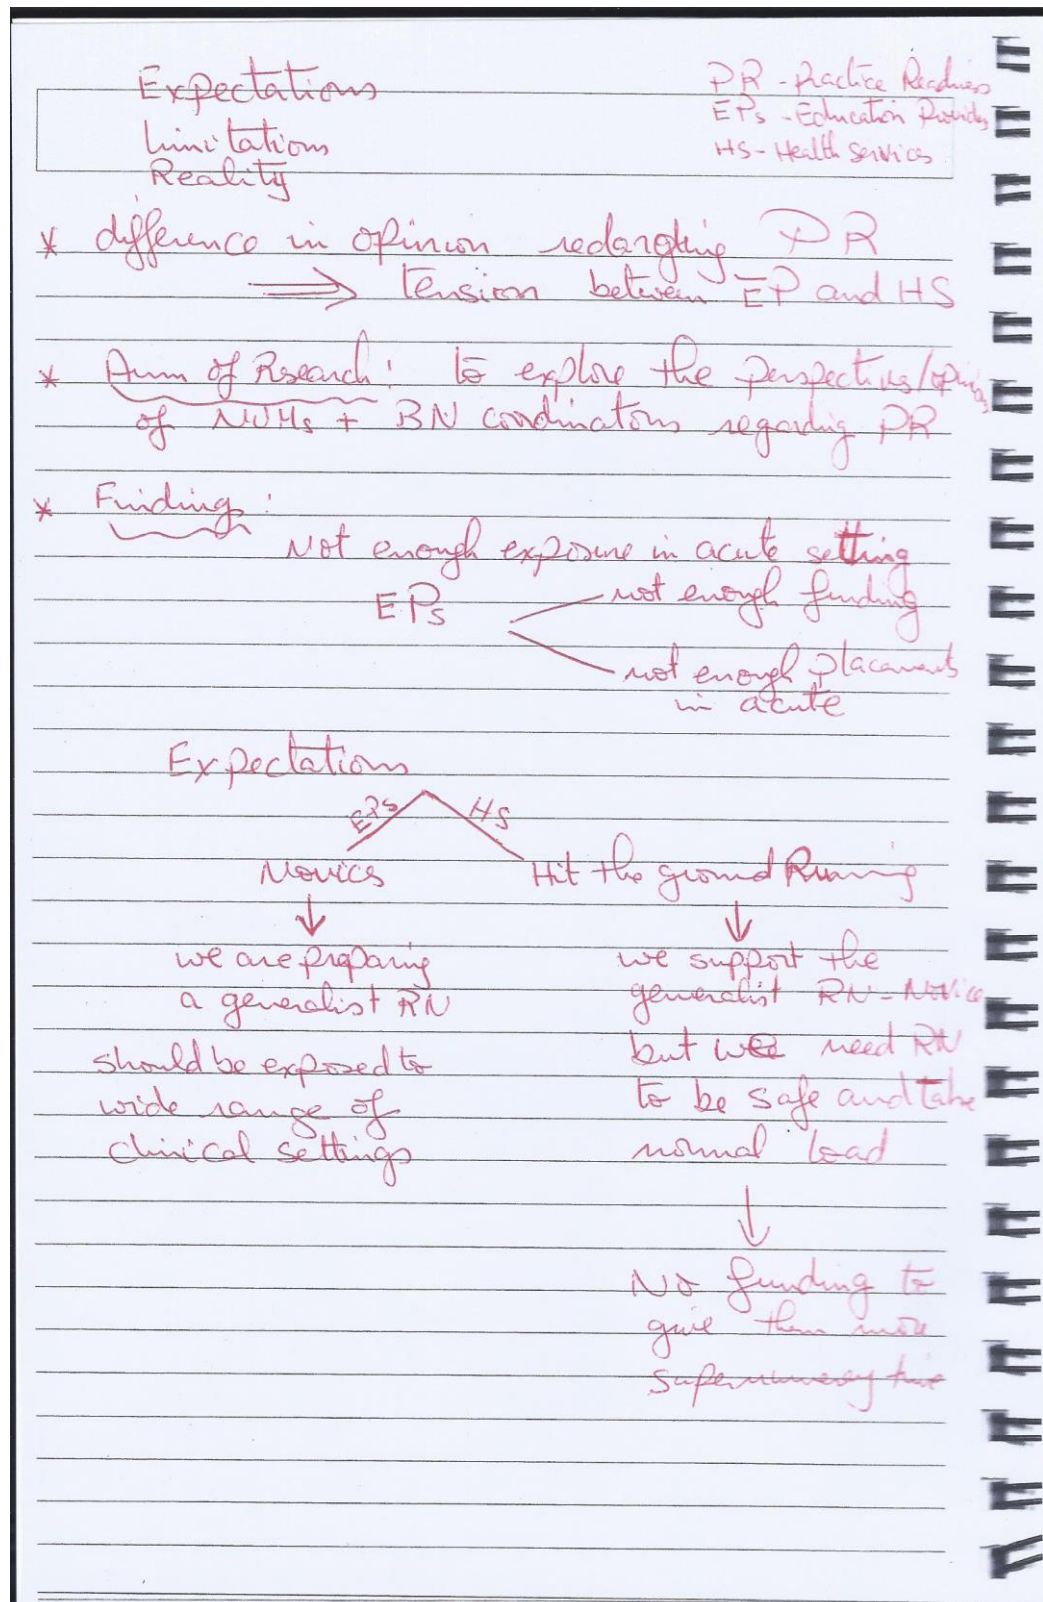 Expectations
Limitations
Reality
PR - Practice Readiness
EPs - Education Providers
HS - Health Services
* difference in opinion redargting PR
⟹ tension between EP and HS
* Aim of Research: to explore the perspectives/opinions
of NUMs + BN coordinators regarding PR
* Findings:
Not enough exposure in acute setting
EPs
not enough funding
not enough placements
in acute
Expectations
EPs
HS
Novices
Hit the ground Running
↓
↓
we are preparing
a generalist RN
should be exposed to
wide range of
clinical settings
we support the
generalist RN - Novice
but we need RN
to be safe and take
normal load
↓
No funding to
give them more
supernumerary time